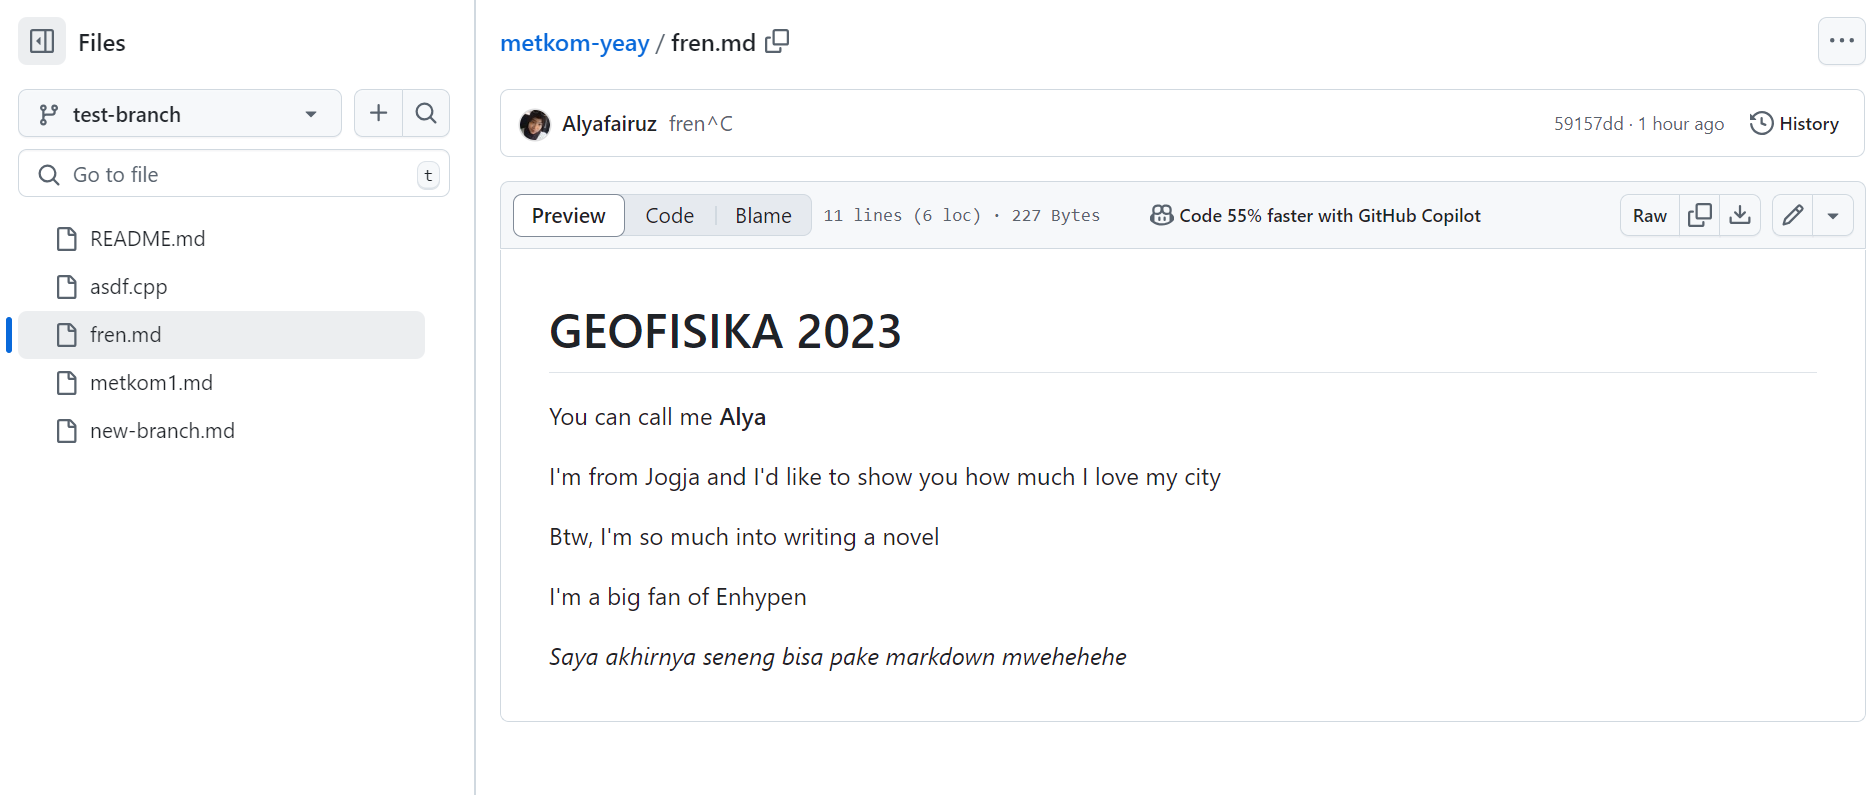 Files
test-branch
Go to file
t
README.md
asdf.cpp
fren.md
metkom1.md
new-branch.md
metkom-yeay / fren.md
Alyafairuz fren^C
59157dd · 1 hour ago
History
Preview Code Blame 11 lines (6 loc) · 227 Bytes Code 55% faster with GitHub Copilot Raw
GEOFISIKA 2023
You can call me Alya
I'm from Jogja and I'd like to show you how much I love my city
Btw, I'm so much into writing a novel
I'm a big fan of Enhypen
Saya akhirnya seneng bisa pake markdown mwehehehe